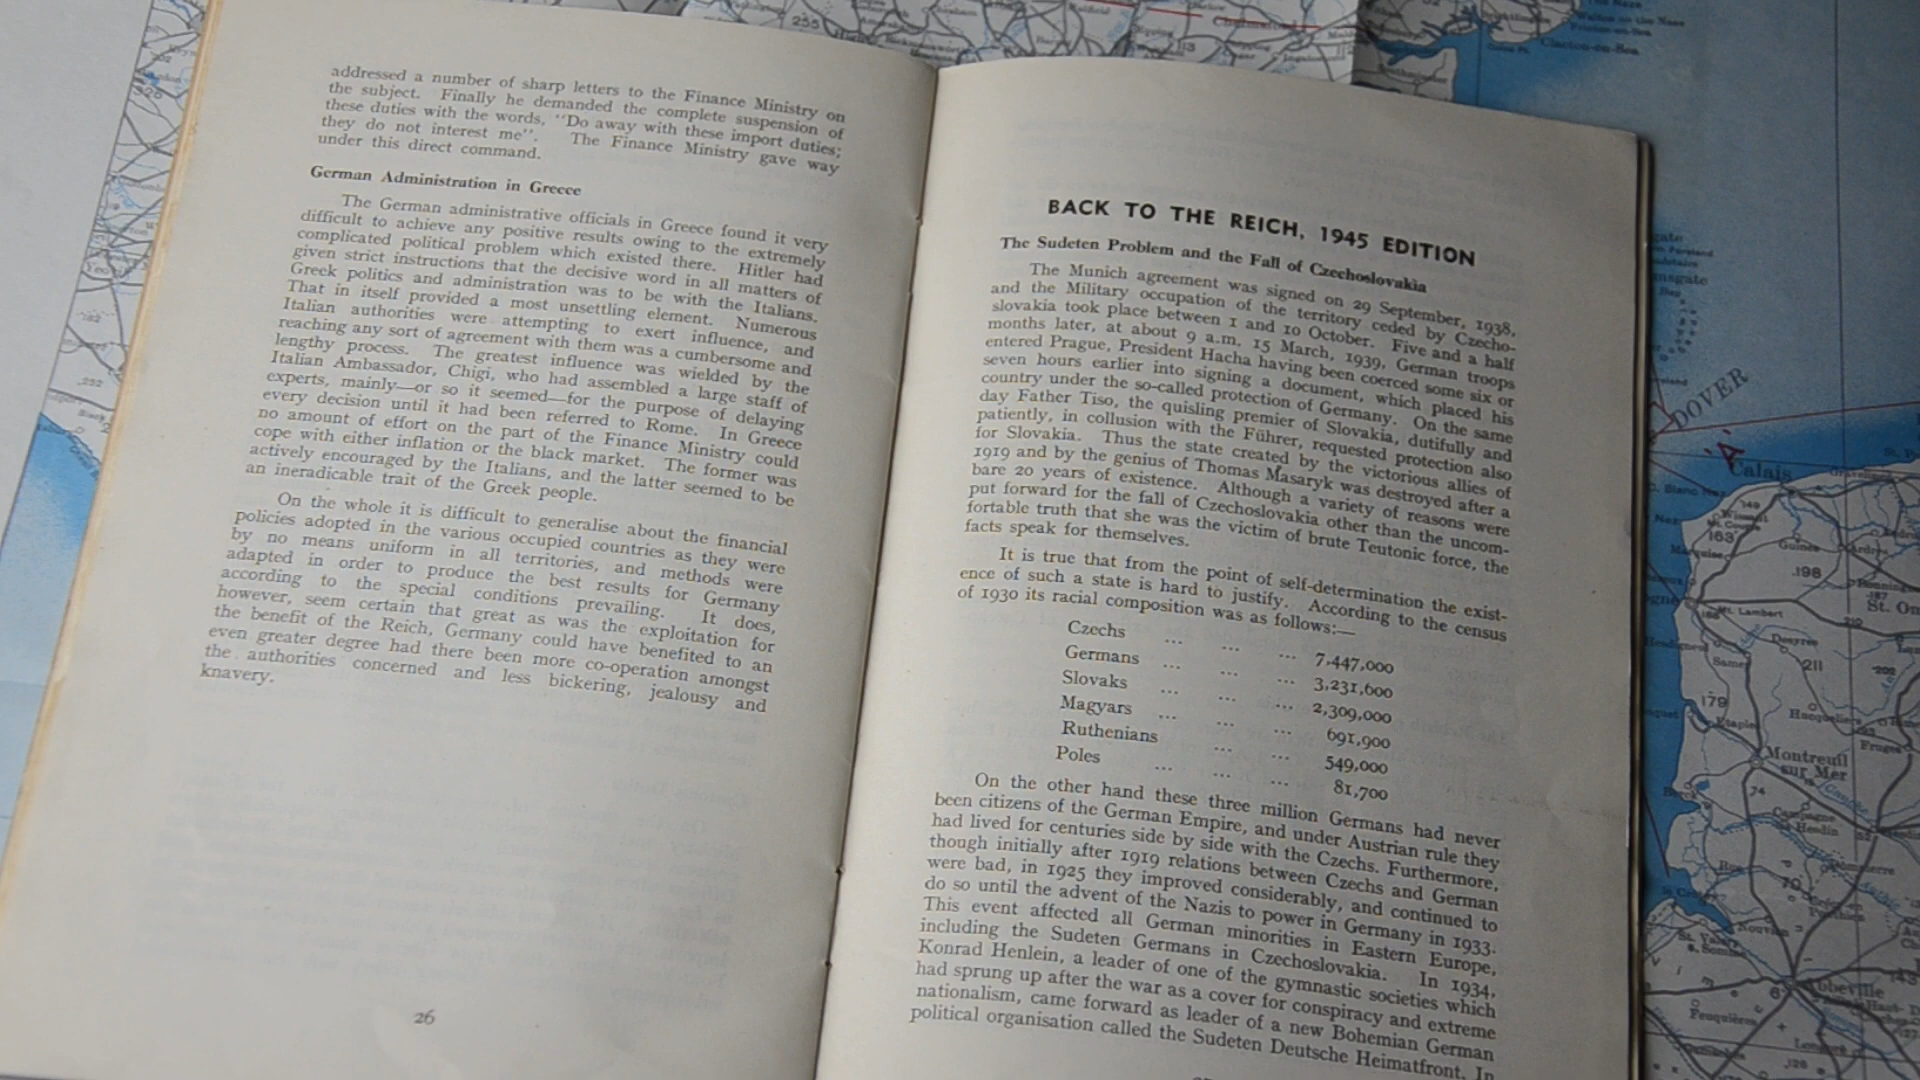 addressed a number of sharp letters to the Finance Ministry on
the subject. Finally he demanded the complete suspension of
these duties with the words, "Do away with these import duties;
they do not interest me". The Finance Ministry gave way
under this direct command.
German Administration in Greece
The German administrative officials in Greece found it very
difficult to achieve any positive results owing to the extremely
complicated political problem which existed there. Hitler had
given strict instructions that the decisive word in all matters of
Greek politics and administration was to be with the Italians.
That in itself provided a most unsettling element. Numerous
Italian authorities were attempting to exert influence, and
reaching any sort of agreement with them was a cumbersome and
lengthy process. The greatest influence was wielded by the
Italian Ambassador, Chigi, who had assembled a large staff of
experts, mainly—or so it seemed—for the purpose of delaying
every decision until it had been referred to Rome. In Greece
no amount of effort on the part of the Finance Ministry could
cope with either inflation or the black market. The former was
actively encouraged by the Italians, and the latter seemed to be
an ineradicable trait of the Greek people.
On the whole it is difficult to generalise about the financial
policies adopted in the various occupied countries as they were
by no means uniform in all territories, and methods were
adapted in order to produce the best results for Germany
according to the special conditions prevailing. It does,
however, seem certain that great as was the exploitation for
the benefit of the Reich, Germany could have benefited to an
even greater degree had there been more co-operation amongst
the authorities concerned and less bickering, jealousy and
knavery.
26
BACK TO THE REICH, 1945 EDITION
The Sudeten Problem and the Fall of Czechoslovakia
The Munich agreement was signed on 29 September, 1938,
and the Military occupation of the territory ceded by Czecho-
slovakia took place between 1 and 10 October. Five and a half
months later, at about 9 a.m. 15 March, 1939, German troops
entered Prague, President Hacha having been coerced some six or
seven hours earlier into signing a document, which placed his
country under the so-called protection of Germany. On the same
day Father Tiso, the quisling premier of Slovakia, dutifully and
patiently, in collusion with the Führer, requested protection also
for Slovakia. Thus the state created by the victorious allies of
1919 and by the genius of Thomas Masaryk was destroyed after a
bare 20 years of existence. Although a variety of reasons were
put forward for the fall of Czechoslovakia other than the uncom-
fortable truth that she was the victim of brute Teutonic force, the
facts speak for themselves.
It is true that from the point of self-determination the exist-
ence of such a state is hard to justify. According to the census
of 1930 its racial composition was as follows:—
Czechs ... ... ... 7,447,000
Germans ... ... ... 3,231,600
Slovaks ... ... ... 2,309,000
Magyars ... ... ... 691,900
Ruthenians ... ... 549,000
Poles ... ... ... 81,700
On the other hand these three million Germans had never
been citizens of the German Empire, and under Austrian rule they
had lived for centuries side by side with the Czechs. Furthermore,
though initially after 1919 relations between Czechs and German
were bad, in 1925 they improved considerably, and continued to
do so until the advent of the Nazis to power in Germany in 1933.
This event affected all German minorities in Eastern Europe,
including the Sudeten Germans in Czechoslovakia. In 1934,
Konrad Henlein, a leader of one of the gymnastic societies which
had sprung up after the war as a cover for conspiracy and extreme
nationalism, came forward as leader of a new Bohemian German
political organisation called the Sudeten Deutsche Heimatfront. In
Clacton-on-Sea
DOVER
Calais
163
.198
211
179
Montreuil
sur Mer
74
Abbeville
235